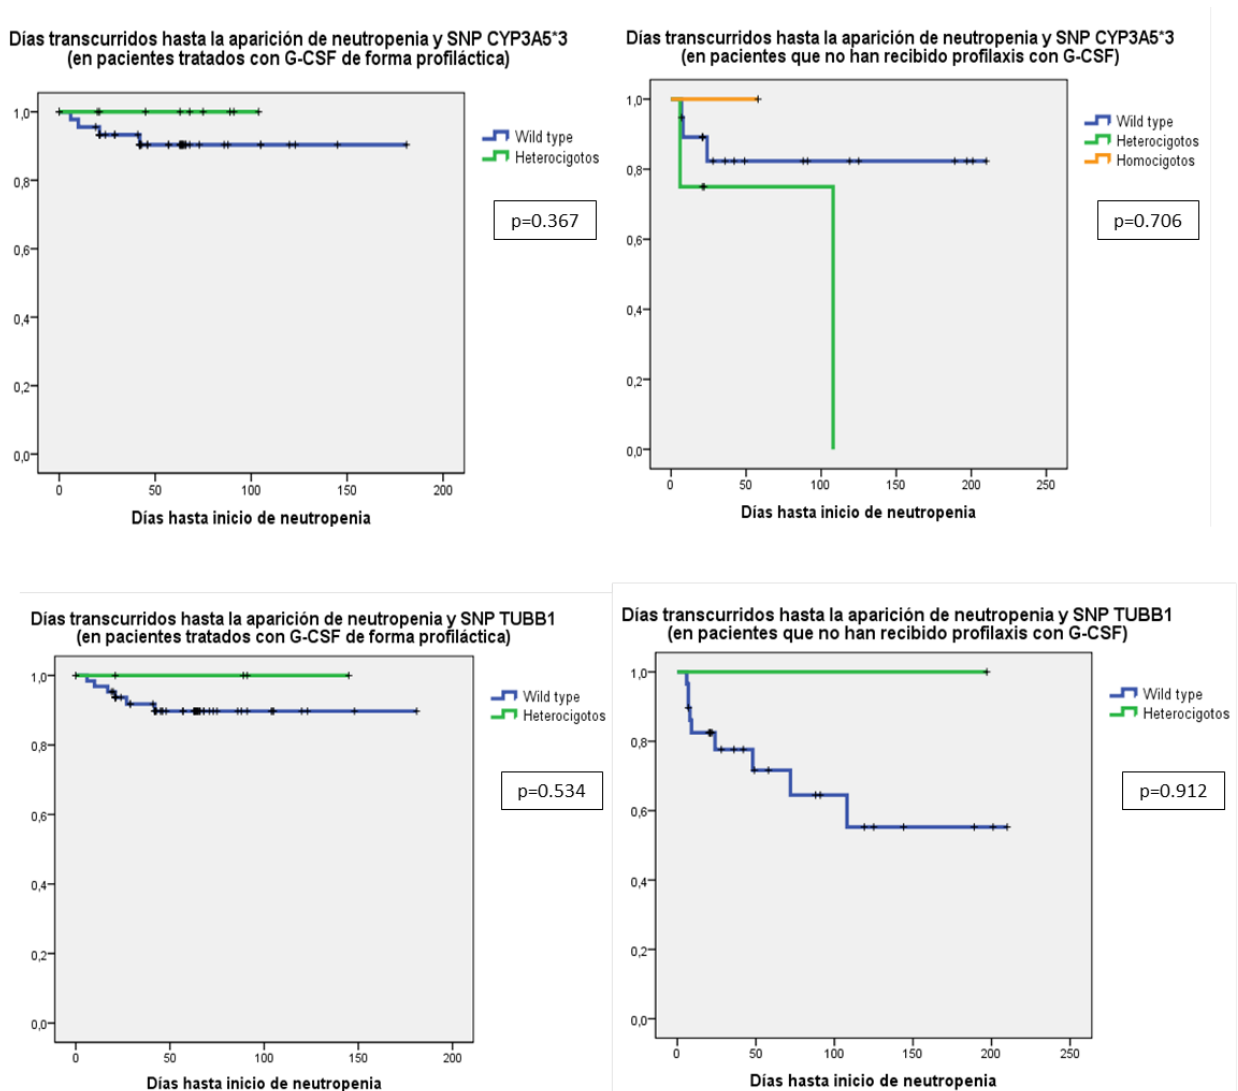 Días transcurridos hasta la aparición de neutropenia y SNP CYP3A5*3
(en pacientes tratados con G-CSF de forma profiláctica)
1,0
0,8
0,6
0,4
0,2
0,0
0
50
100
150
200
Días hasta inicio de neutropenia
Wild type
Heterocigotos
p=0.367
Días transcurridos hasta la aparición de neutropenia y SNP CYP3A5*3
(en pacientes que no han recibido profilaxis con G-CSF)
1,0
0,8
0,6
0,4
0,2
0,0
0
50
100
150
200
250
Días hasta inicio de neutropenia
Wild type
Heterocigotos
Homocigotos
p=0.706
Días transcurridos hasta la aparición de neutropenia y SNP TUBB1
(en pacientes tratados con G-CSF de forma profiláctica)
1,0
0,8
0,6
0,4
0,2
0,0
0
50
100
150
200
Días hasta inicio de neutropenia
Wild type
Heterocigotos
p=0.534
Días transcurridos hasta la aparición de neutropenia y SNP TUBB1
(en pacientes que no han recibido profilaxis con G-CSF)
1,0
0,8
0,6
0,4
0,2
0,0
0
50
100
150
200
250
Días hasta inicio de neutropenia
Wild type
Heterocigotos
p=0.912